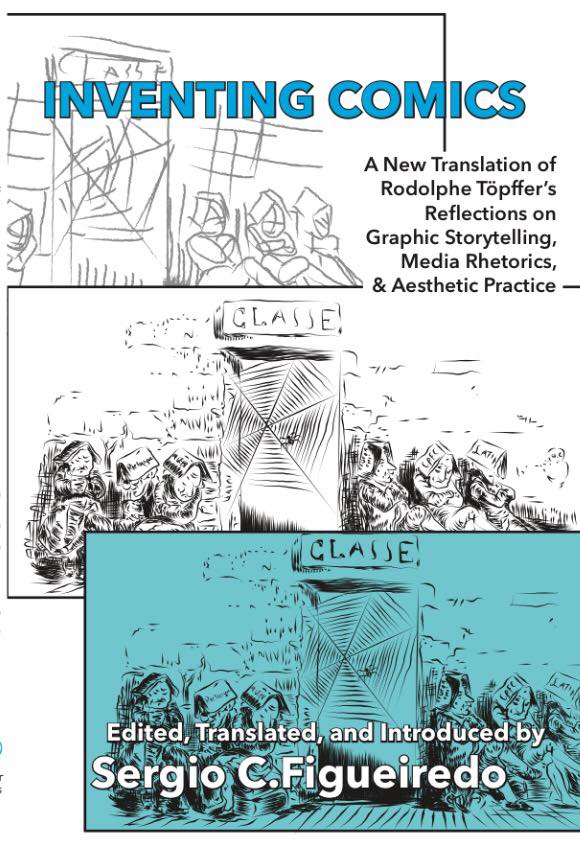 CLASSE
INVENTING COMICS
A New Translation of
Rodolphe Töpffer's
Reflections on
Graphic Storytelling,
Media Rhetorics,
& Aesthetic Practice
CLASSE
CLASSE
Edited, Translated, and Introduced by
Sergio C.Figueiredo